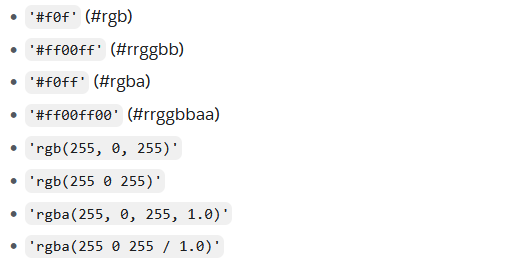 • '#f0f' (#rgb)
• '#ff00ff' (#rrggbb)
• '#f0ff' (#rgba)
• '#ff00ff00' (#rrggbbaa)
• 'rgb(255, 0, 255)'
• 'rgb(255 0 255)'
• 'rgba(255, 0, 255, 1.0)'
• 'rgba(255 0 255 / 1.0)'